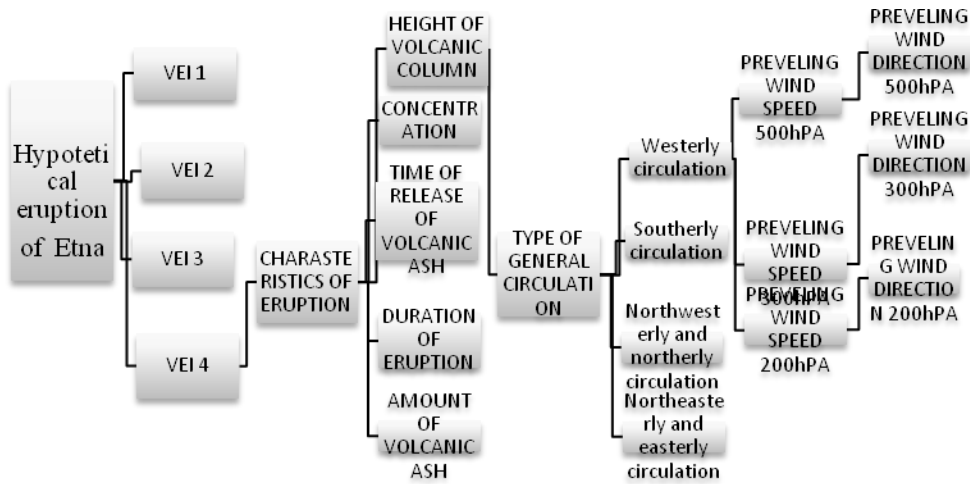 Hypoteti
cal
eruption
of Etna
VEI 1
VEI 2
VEI 3
VEI 4
CHARASTE
RISTICS OF
ERUPTION
HEIGHT OF
VOLCANIC
COLUMN
CONCENTR
ATION
TIME OF
RELEASE
OF
VOLCANIC
ASH
DURATION
OF
ERUPTION
AMOUNT
OF
VOLCANIC
ASH
TYPE OF
GENERAL
CIRCULATI
ON
Westerly
circulation
Southerly
circulation
Northwest
erly and
northerly
circulation
Northeaste
rly and
easterly
circulation
PREVELING
WIND
SPEED
500hPA
PREVELING
WIND
SPEED
300hPA
PREVELING
WIND
SPEED
200hPA
PREVELING
WIND
DIRECTION
500hPA
PREVELING
WIND
DIRECTION
300hPA
PREVELIN
G WIND
DIRECTIO
N 200hPA